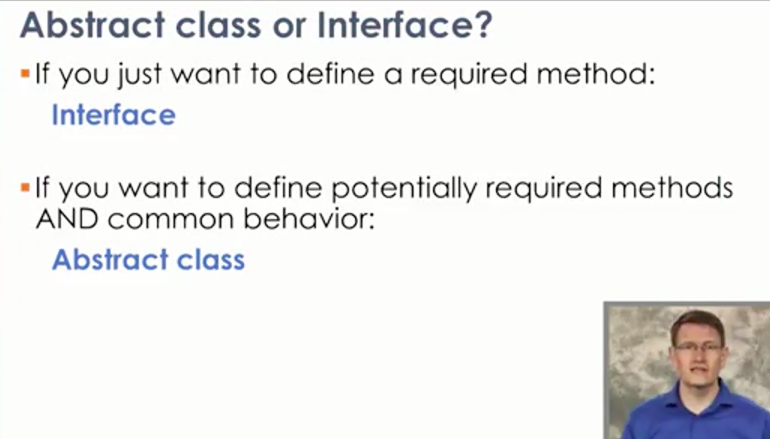 Abstract class or Interface?
▪If you just want to define a required method:
Interface
▪If you want to define potentially required methods
AND common behavior:
Abstract class